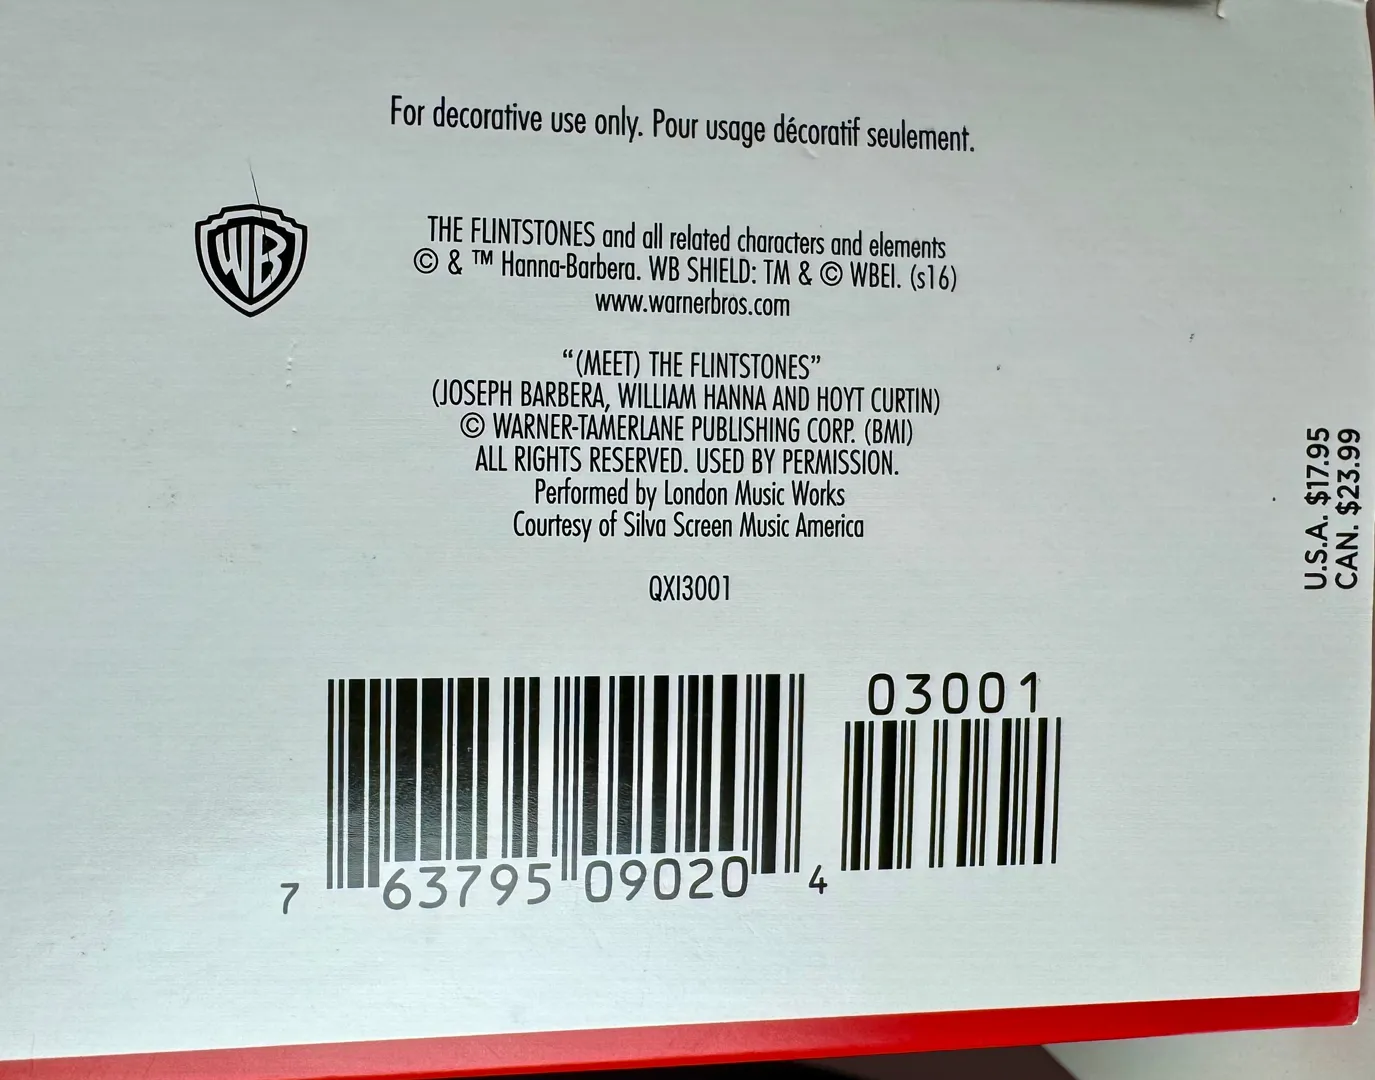 For decorative use only. Pour usage décoratif seulement.
WB
THE FLINTSTONES and all related characters and elements
© & ™ Hanna-Barbera. WB SHIELD: TM & © WBEI. (s16)
www.warnerbros.com
“(MEET) THE FLINTSTONES”
(JOSEPH BARBERA, WILLIAM HANNA AND HOYT CURTIN)
© WARNER-TAMERLANE PUBLISHING CORP. (BMI)
ALL RIGHTS RESERVED. USED BY PERMISSION.
Performed by London Music Works
Courtesy of Silva Screen Music America
QXI3001
U.S.A. $17.95
CAN. $23.99
03001
7 63795 09020 4